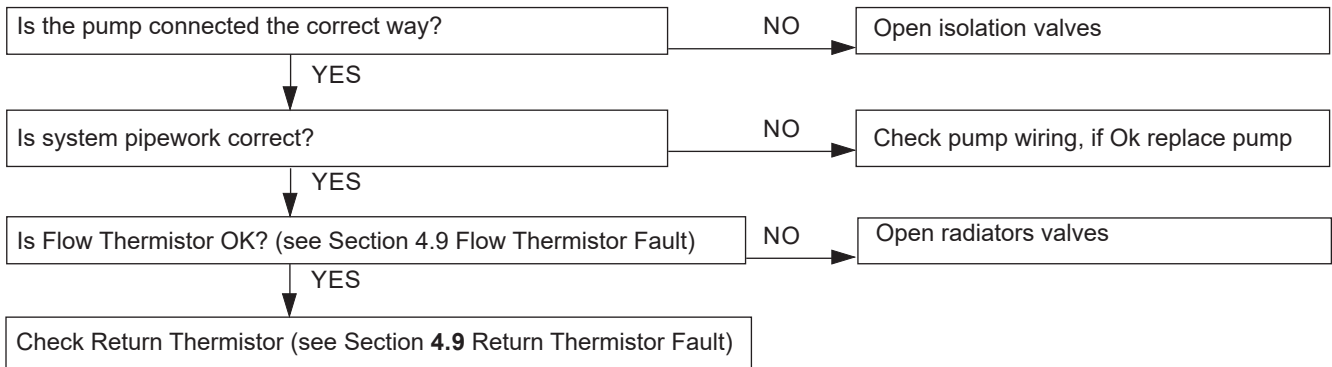 Is the pump connected the correct way?
NO
Open isolation valves
YES
Is system pipework correct?
NO
Check pump wiring, if Ok replace pump
YES
Is Flow Thermistor OK? (see Section 4.9 Flow Thermistor Fault)
NO
Open radiators valves
YES
Check Return Thermistor (see Section 4.9 Return Thermistor Fault)